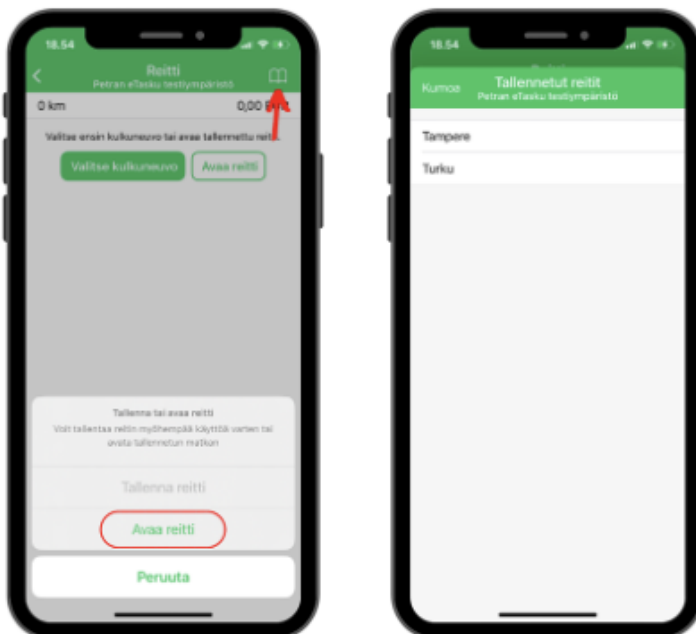 18.54
Reitti
Petran eTasku testiympäristö
0 km
0,00
Valitse ensin kulkuneuvo tai avaa tallennettu reitti.
Valitse kulkuneuvo
Avaa reitti
Tallenna tai avaa reitti
Voit tallentaa reitin myöhempää käyttöä varten tai
avata tallennetun matkan
Tallenna reitti
Avaa reitti
Peruuta
18.54
Kumoa
Tallennetut reitit
Petran eTasku testiympäristö
Tampere
Turku